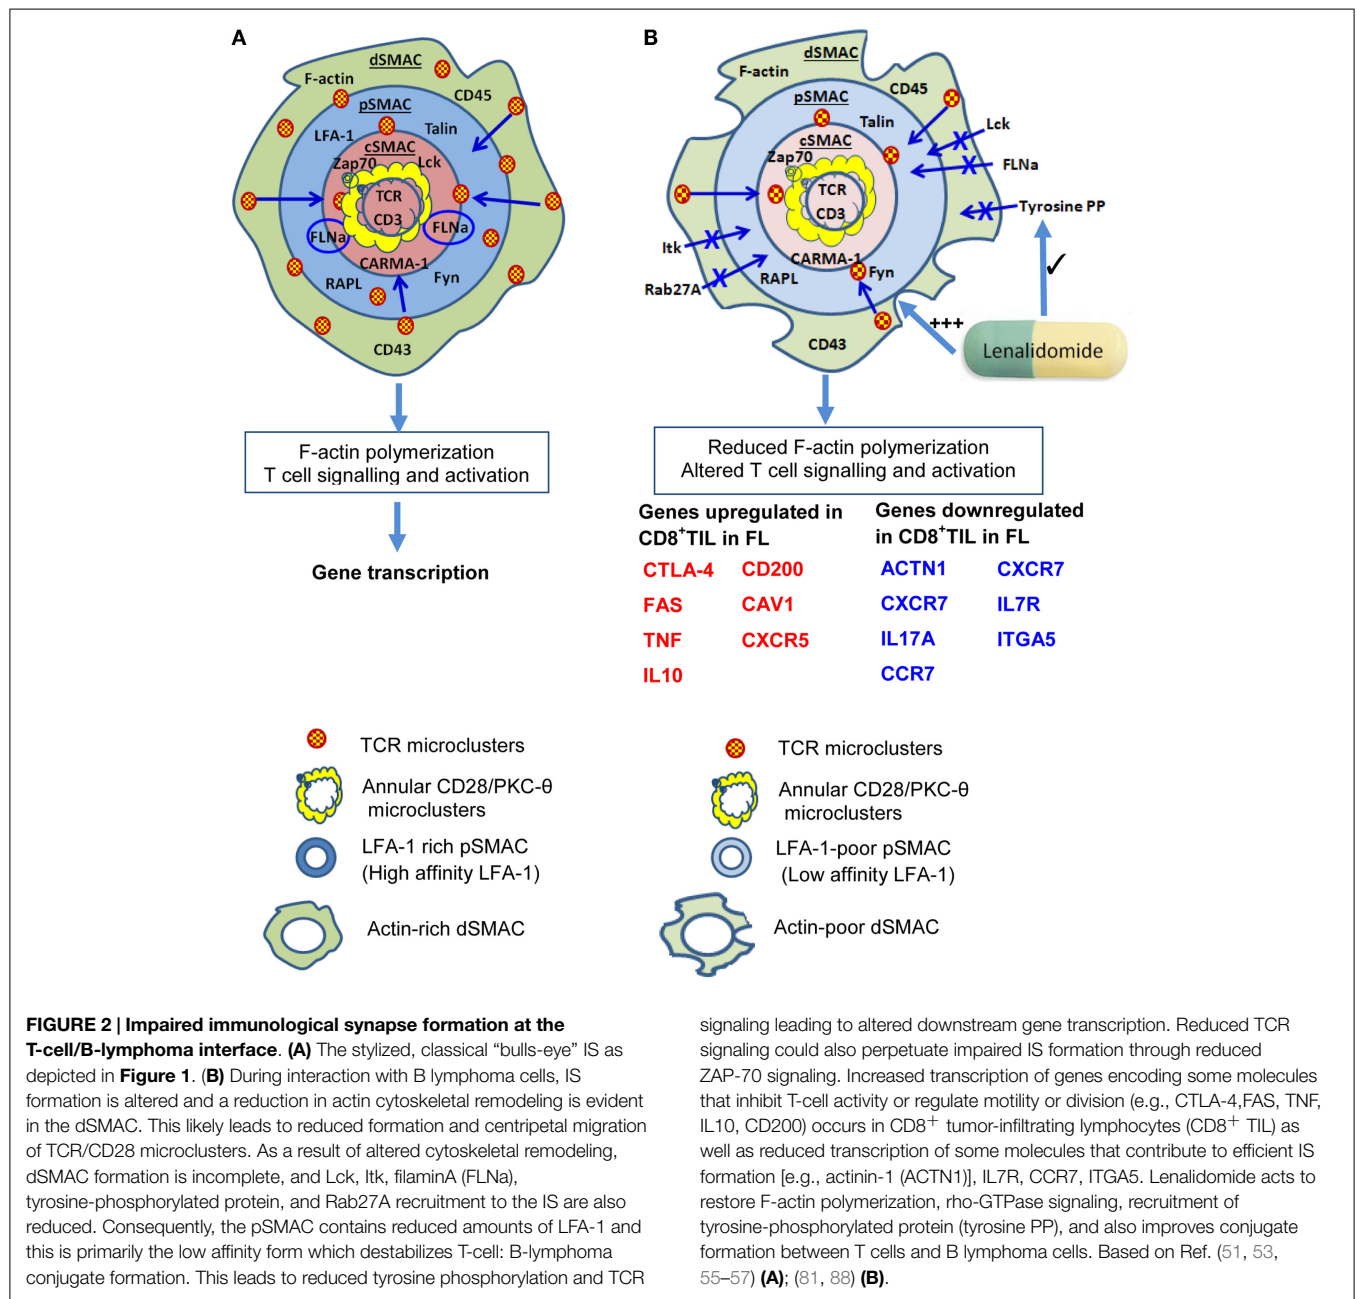 A
dSMAC
F-actin
CD45
pSMAC
LFA-1
Talin
cSMAC
Zap70
Lck
TCR
CD3
FLNa
FLNa
CARMA-1
RAPL
Fyn
CD43
F-actin polymerization
T cell signalling and activation
Gene transcription
B
dSMAC
F-actin
CD45
pSMAC
Talin
Lck
cSMAC
Zap70
FLNa
TCR
CD3
X
X
X
X
X
Tyrosine PP
Itk
✓
CARMA-1
Fyn
RAPL
Rab27A
+++
CD43
Lenalidomide
Reduced F-actin polymerization
Altered T cell signalling and activation
Genes upregulated in
CD8+TIL in FL
CTLA-4 CD200
FAS CAV1
TNF CXCR5
IL10
Genes downregulated
in CD8+TIL in FL
ACTN1 CXCR7
CXCR7 IL7R
IL17A ITGA5
CCR7
TCR microclusters
Annular CD28/PKC-θ
microclusters
LFA-1 rich pSMAC
(High affinity LFA-1)
Actin-rich dSMAC
TCR microclusters
Annular CD28/PKC-θ
microclusters
LFA-1-poor pSMAC
(Low affinity LFA-1)
Actin-poor dSMAC
FIGURE 2 | Impaired immunological synapse formation at the
T-cell/B-lymphoma interface. (A) The stylized, classical “bulls-eye” IS as
depicted in Figure 1. (B) During interaction with B lymphoma cells, IS
formation is altered and a reduction in actin cytoskeletal remodeling is evident
in the dSMAC. This likely leads to reduced formation and centripetal migration
of TCR/CD28 microclusters. As a result of altered cytoskeletal remodeling,
dSMAC formation is incomplete, and Lck, Itk, filaminA (FLNa),
tyrosine-phosphorylated protein, and Rab27A recruitment to the IS are also
reduced. Consequently, the pSMAC contains reduced amounts of LFA-1 and
this is primarily the low affinity form which destabilizes T-cell: B-lymphoma
conjugate formation. This leads to reduced tyrosine phosphorylation and TCR
signaling leading to altered downstream gene transcription. Reduced TCR
signaling could also perpetuate impaired IS formation through reduced
ZAP-70 signaling. Increased transcription of genes encoding some molecules
that inhibit T-cell activity or regulate motility or division (e.g., CTLA-4,FAS, TNF,
IL10, CD200) occurs in CD8+ tumor-infiltrating lymphocytes (CD8+ TIL) as
well as reduced transcription of some molecules that contribute to efficient IS
formation [e.g., actinin-1 (ACTN1)], IL7R, CCR7, ITGA5. Lenalidomide acts to
restore F-actin polymerization, rho-GTPase signaling, recruitment of
tyrosine-phosphorylated protein (tyrosine PP), and also improves conjugate
formation between T cells and B lymphoma cells. Based on Ref. (51, 53,
55–57) (A); (81, 88) (B).